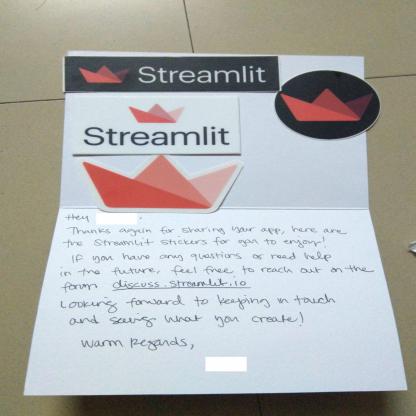 Streamlit
Streamlit
Hey
Thanks again for sharing your app, here are
the Streamlit stickers for you to enjoy!
If you have any questions or need help
in the future, feel free to reach out on the
forum discuss.streamlit.io
Looking forward to keeping in touch
and seeing what you create!
Warm Regards,